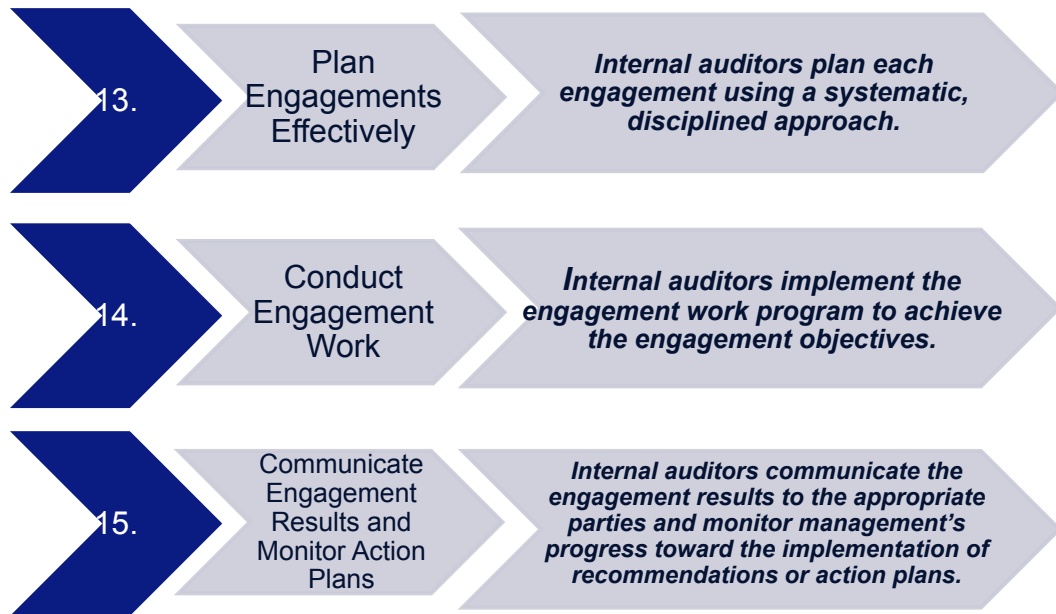 13.
Plan
Engagements
Effectively
Internal auditors plan each
engagement using a systematic,
disciplined approach.
14.
Conduct
Engagement
Work
Internal auditors implement the
engagement work program to achieve
the engagement objectives.
15.
Communicate
Engagement
Results and
Monitor Action
Plans
Internal auditors communicate the
engagement results to the appropriate
parties and monitor management’s
progress toward the implementation of
recommendations or action plans.